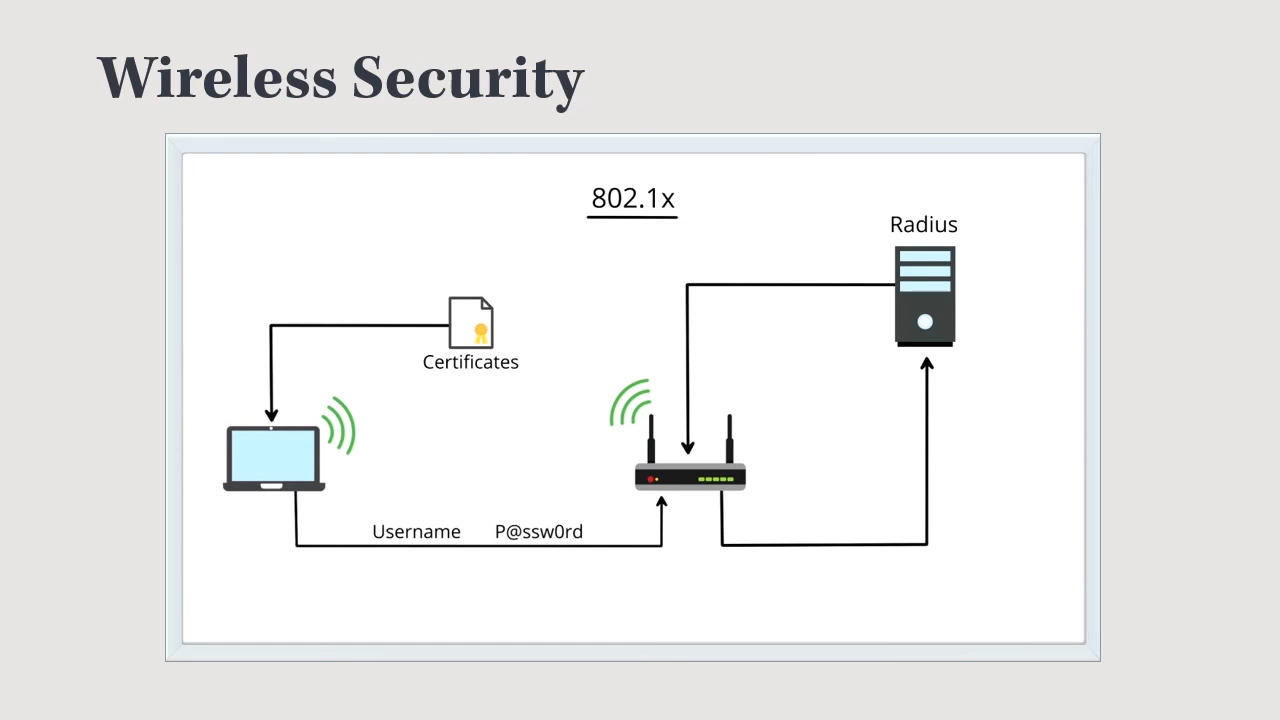 Wireless Security
802.1x
Radius
Certificates
Username P@ssw0rd